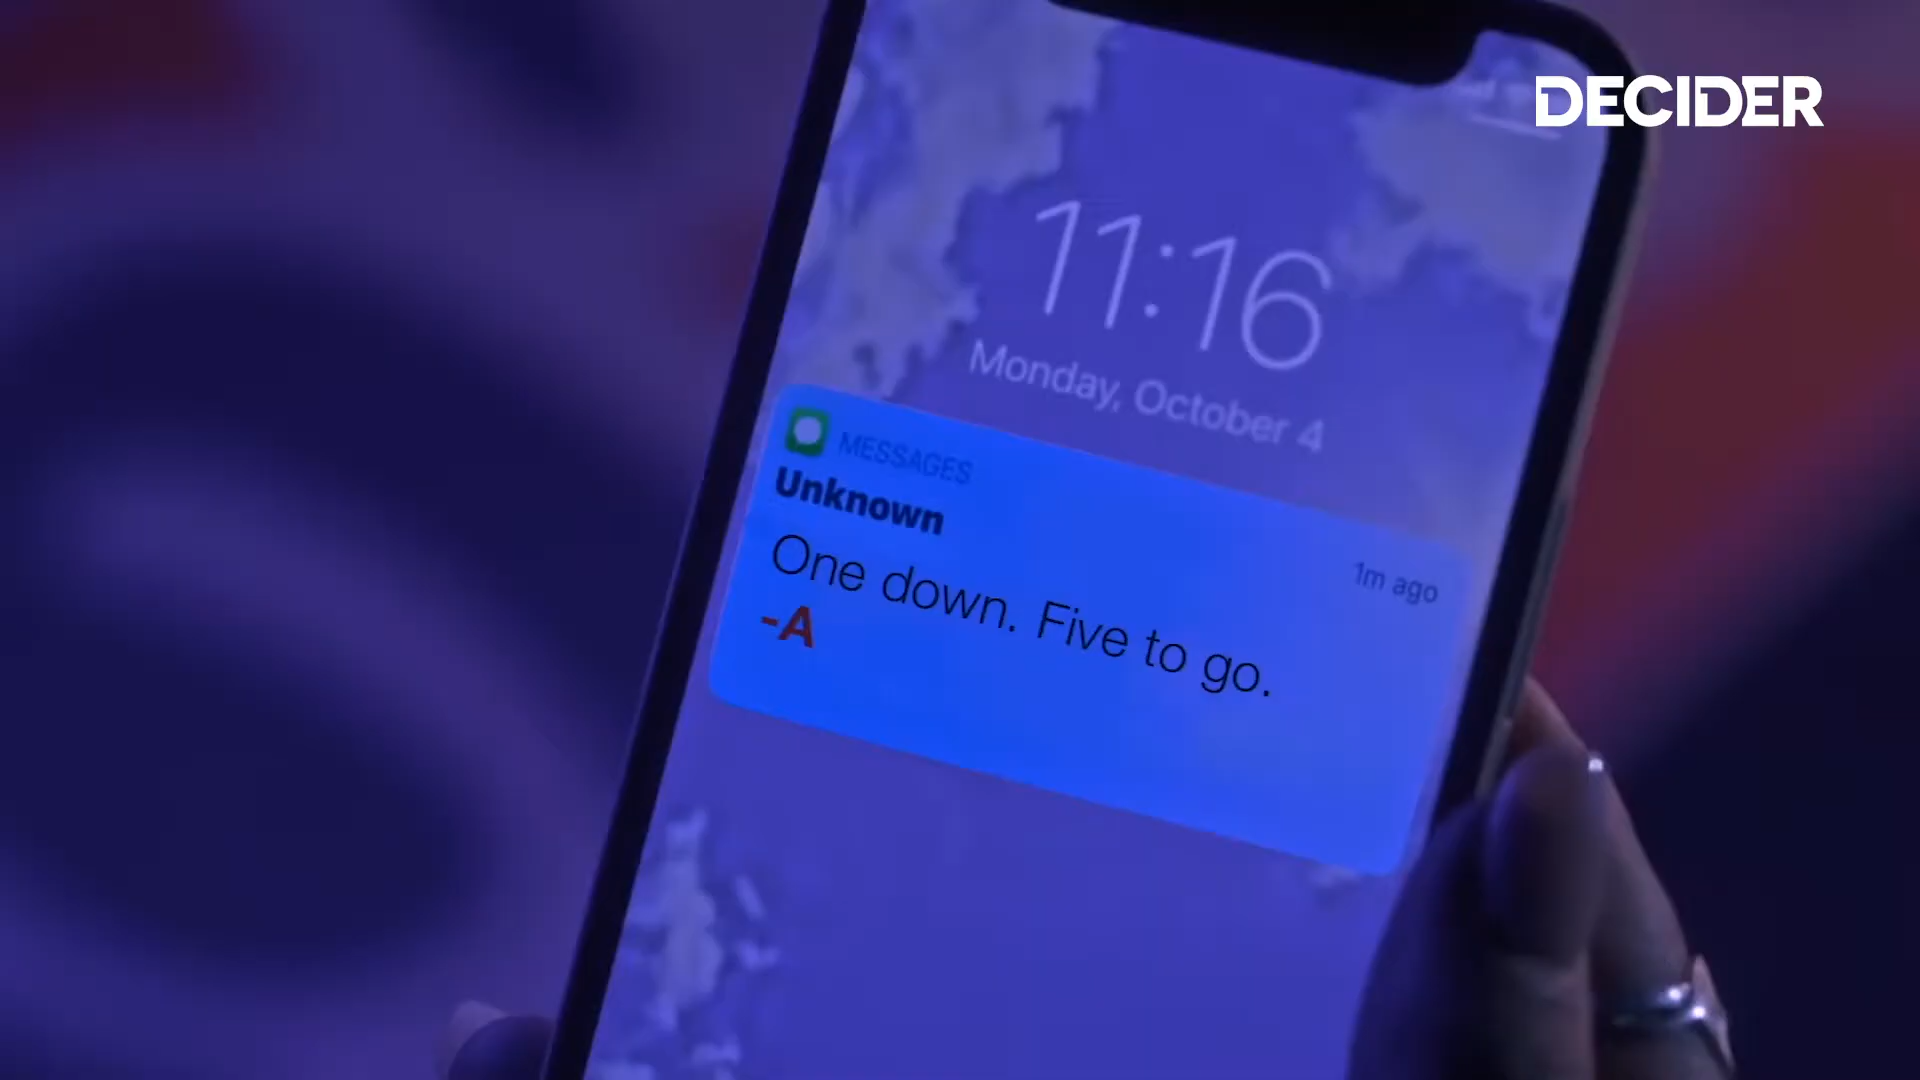 DECIDER
11:16
Monday, October 4
MESSAGES
Unknown
1m ago
One down. Five to go.
-A